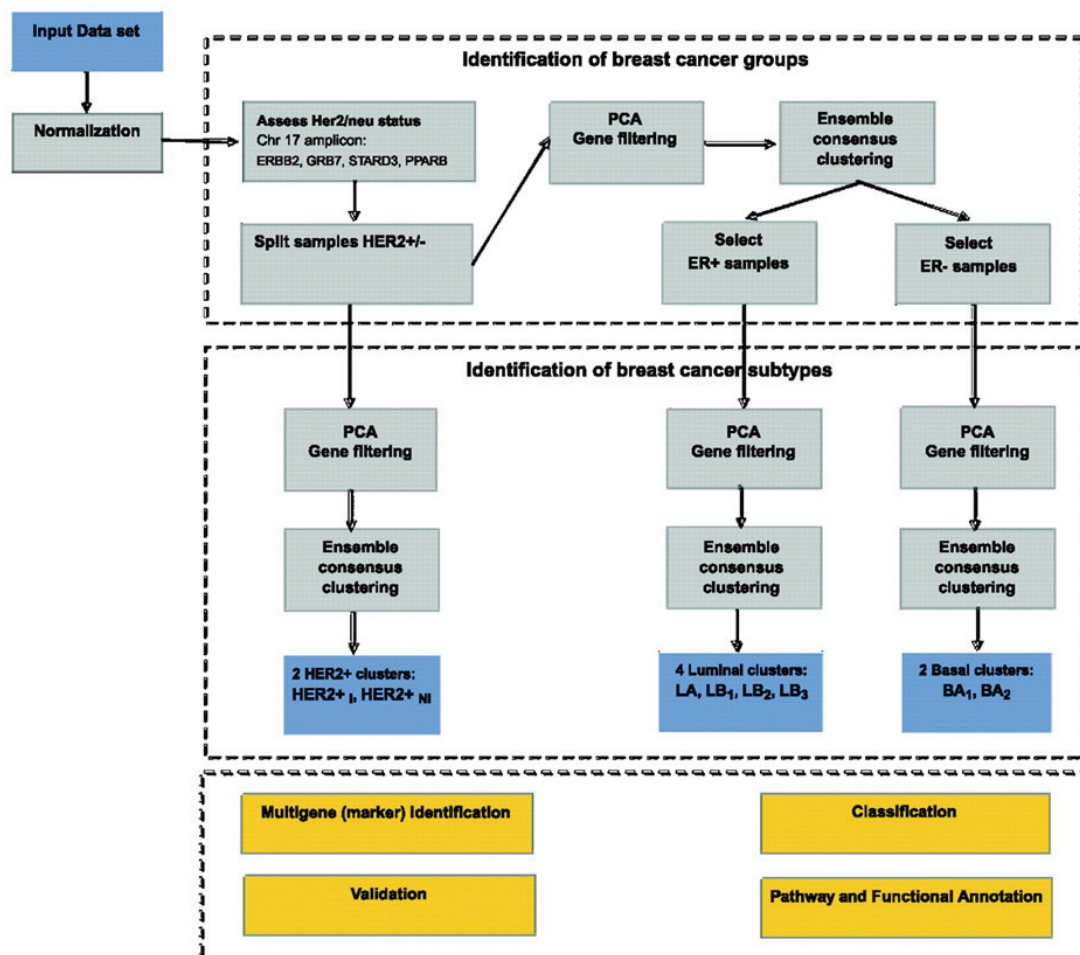 Input Data set
Normalization
Identification of breast cancer groups
Assess Her2/neu status
Chr 17 amplicon:
ERBB2, GRB7, STARD3, PPARB
Split samples HER2+/-
PCA
Gene filtering
Ensemble
consensus
clustering
Select
ER+ samples
Select
ER- samples
Identification of breast cancer subtypes
PCA
Gene filtering
Ensemble
consensus
clustering
2 HER2+ clusters:
HER2+ I, HER2+ NI
PCA
Gene filtering
Ensemble
consensus
clustering
4 Luminal clusters:
LA, LB1, LB2, LB3
PCA
Gene filtering
Ensemble
consensus
clustering
2 Basal clusters:
BA1, BA2
Multigene (marker) Identification
Classification
Validation
Pathway and Functional Annotation